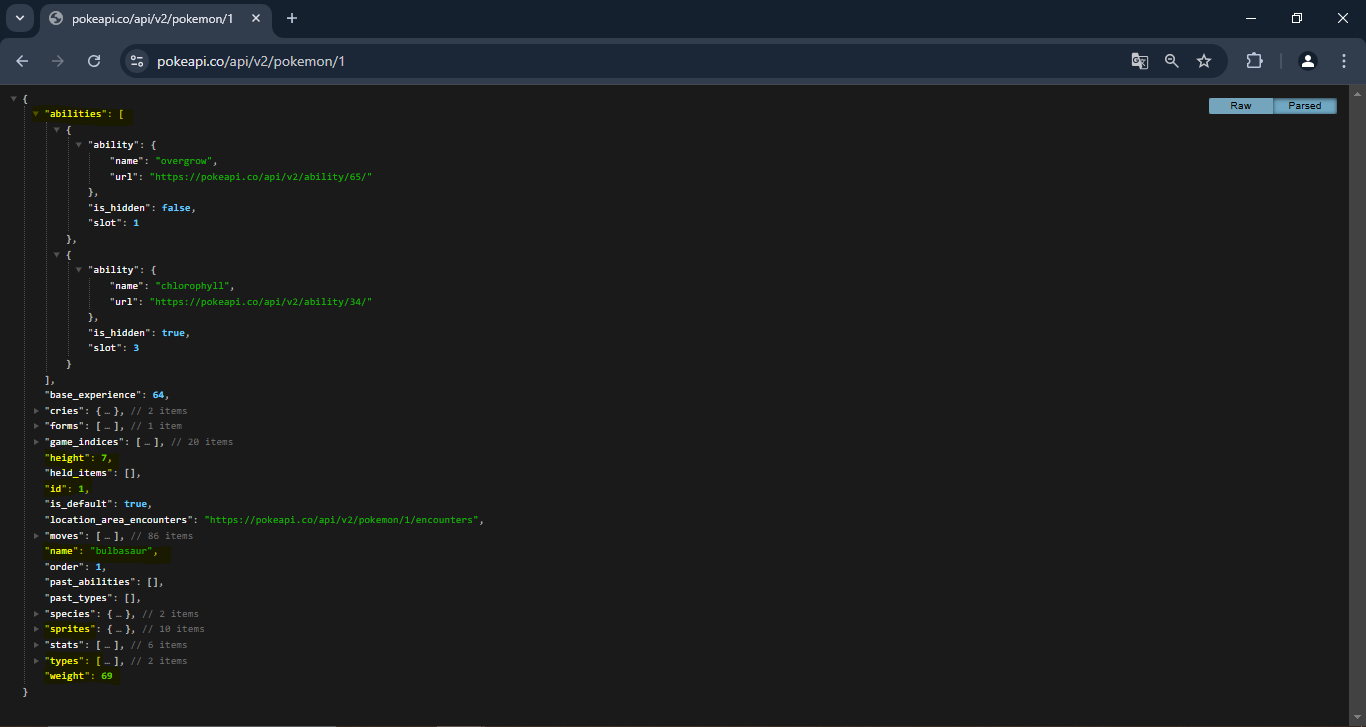 pokeapi.co/api/v2/pokemon/1
pokeapi.co/api/v2/pokemon/1
Raw Parsed
{
"abilities": [
{
"ability": {
"name": "overgrow",
"url": "https://pokeapi.co/api/v2/ability/65/"
},
"is_hidden": false,
"slot": 1
},
{
"ability": {
"name": "chlorophyll",
"url": "https://pokeapi.co/api/v2/ability/34/"
},
"is_hidden": true,
"slot": 3
}
],
"base_experience": 64,
"cries": { … }, // 2 items
"forms": [ … ], // 1 item
"game_indices": [ … ], // 20 items
"height": 7,
"held_items": [],
"id": 1,
"is_default": true,
"location_area_encounters": "https://pokeapi.co/api/v2/pokemon/1/encounters",
"moves": [ … ], // 86 items
"name": "bulbasaur",
"order": 1,
"past_abilities": [],
"past_types": [],
"species": { … }, // 2 items
"sprites": { … }, // 10 items
"stats": [ … ], // 6 items
"types": [ … ], // 2 items
"weight": 69
}